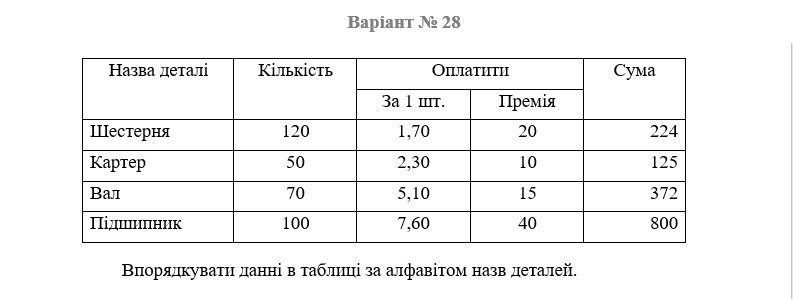 Варіант № 28
Назва деталі Кількість Оплатити Сума
За 1 шт. Премія
Шестерня 120 1,70 20 224
Картер 50 2,30 10 125
Вал 70 5,10 15 372
Підшипник 100 7,60 40 800
Впорядкувати данні в таблиці за алфавітом назв деталей.